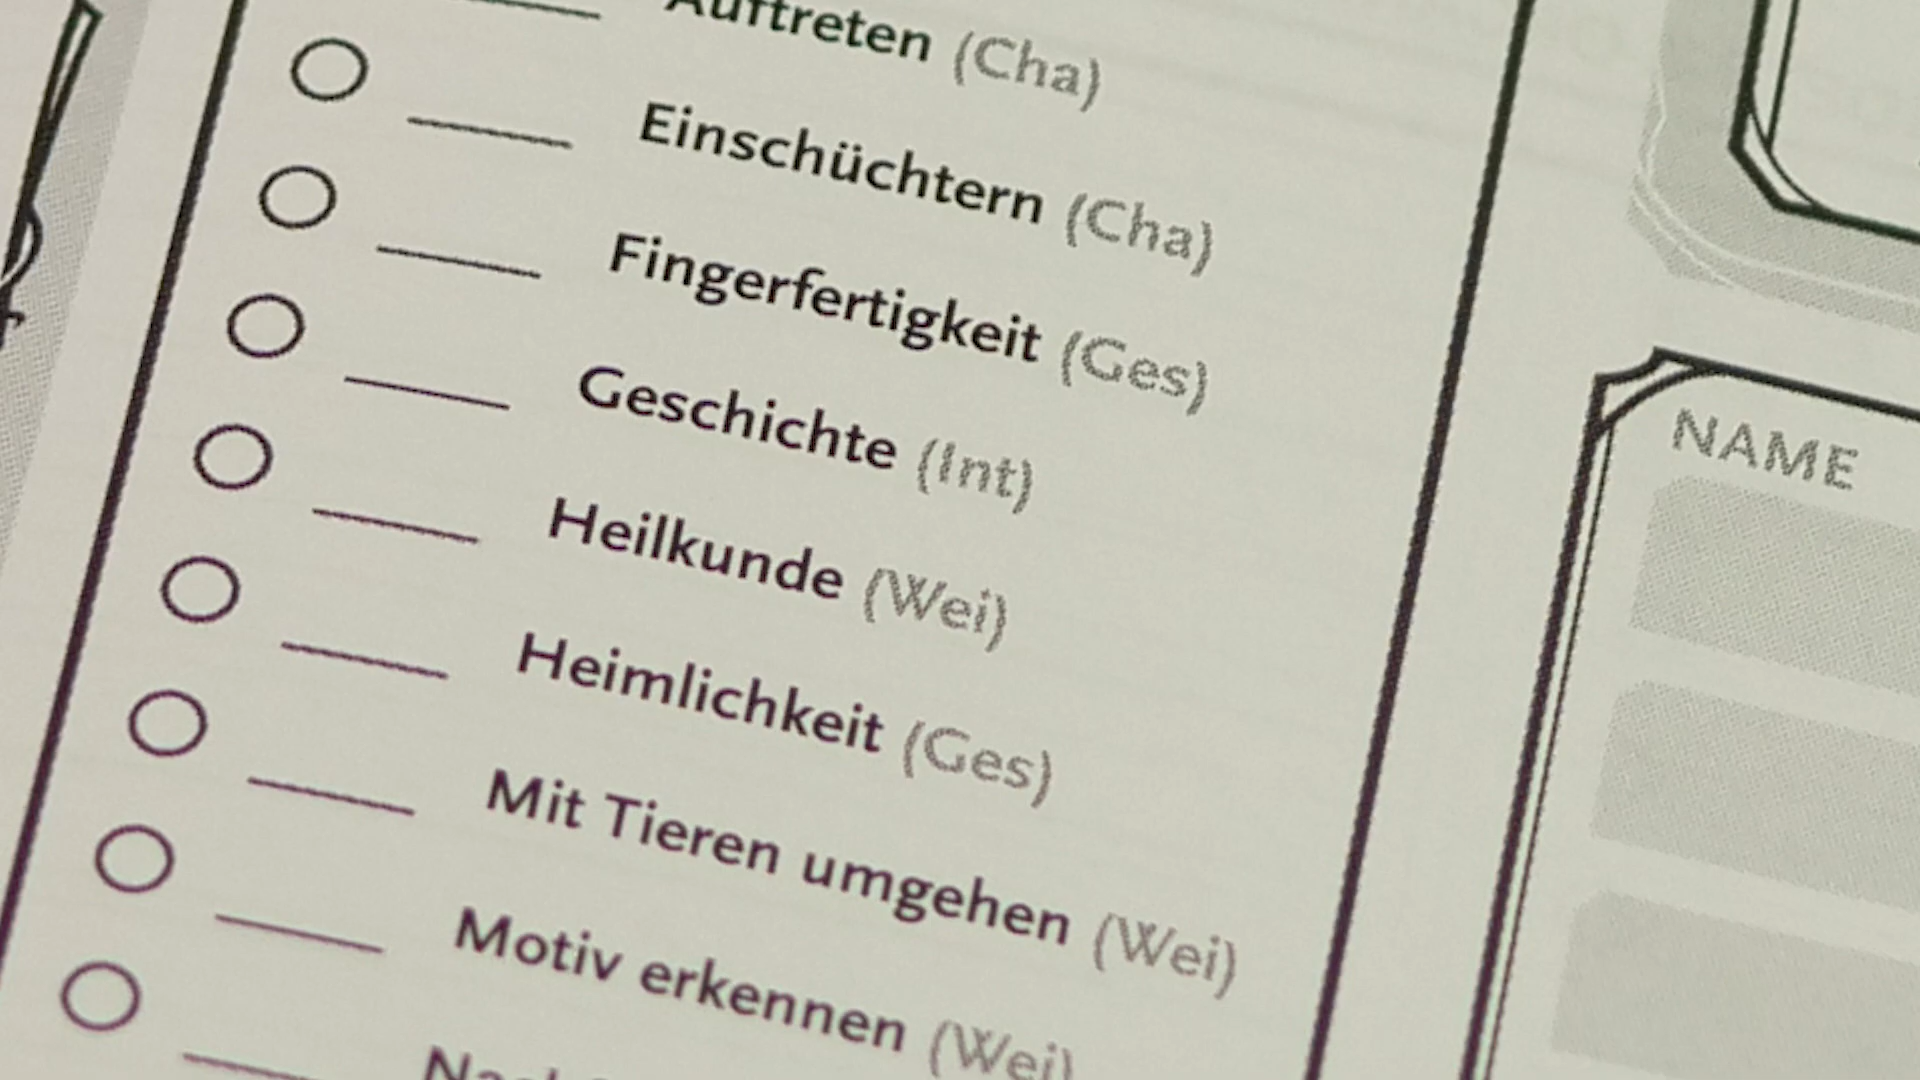 Auftreten (Cha)
Einschüchtern (Cha)
Fingerfertigkeit (Ges)
Geschichte (Int)
Heilkunde (Wei)
Heimlichkeit (Ges)
Mit Tieren umgehen (Wei)
Motiv erkennen (Wei)
NAME